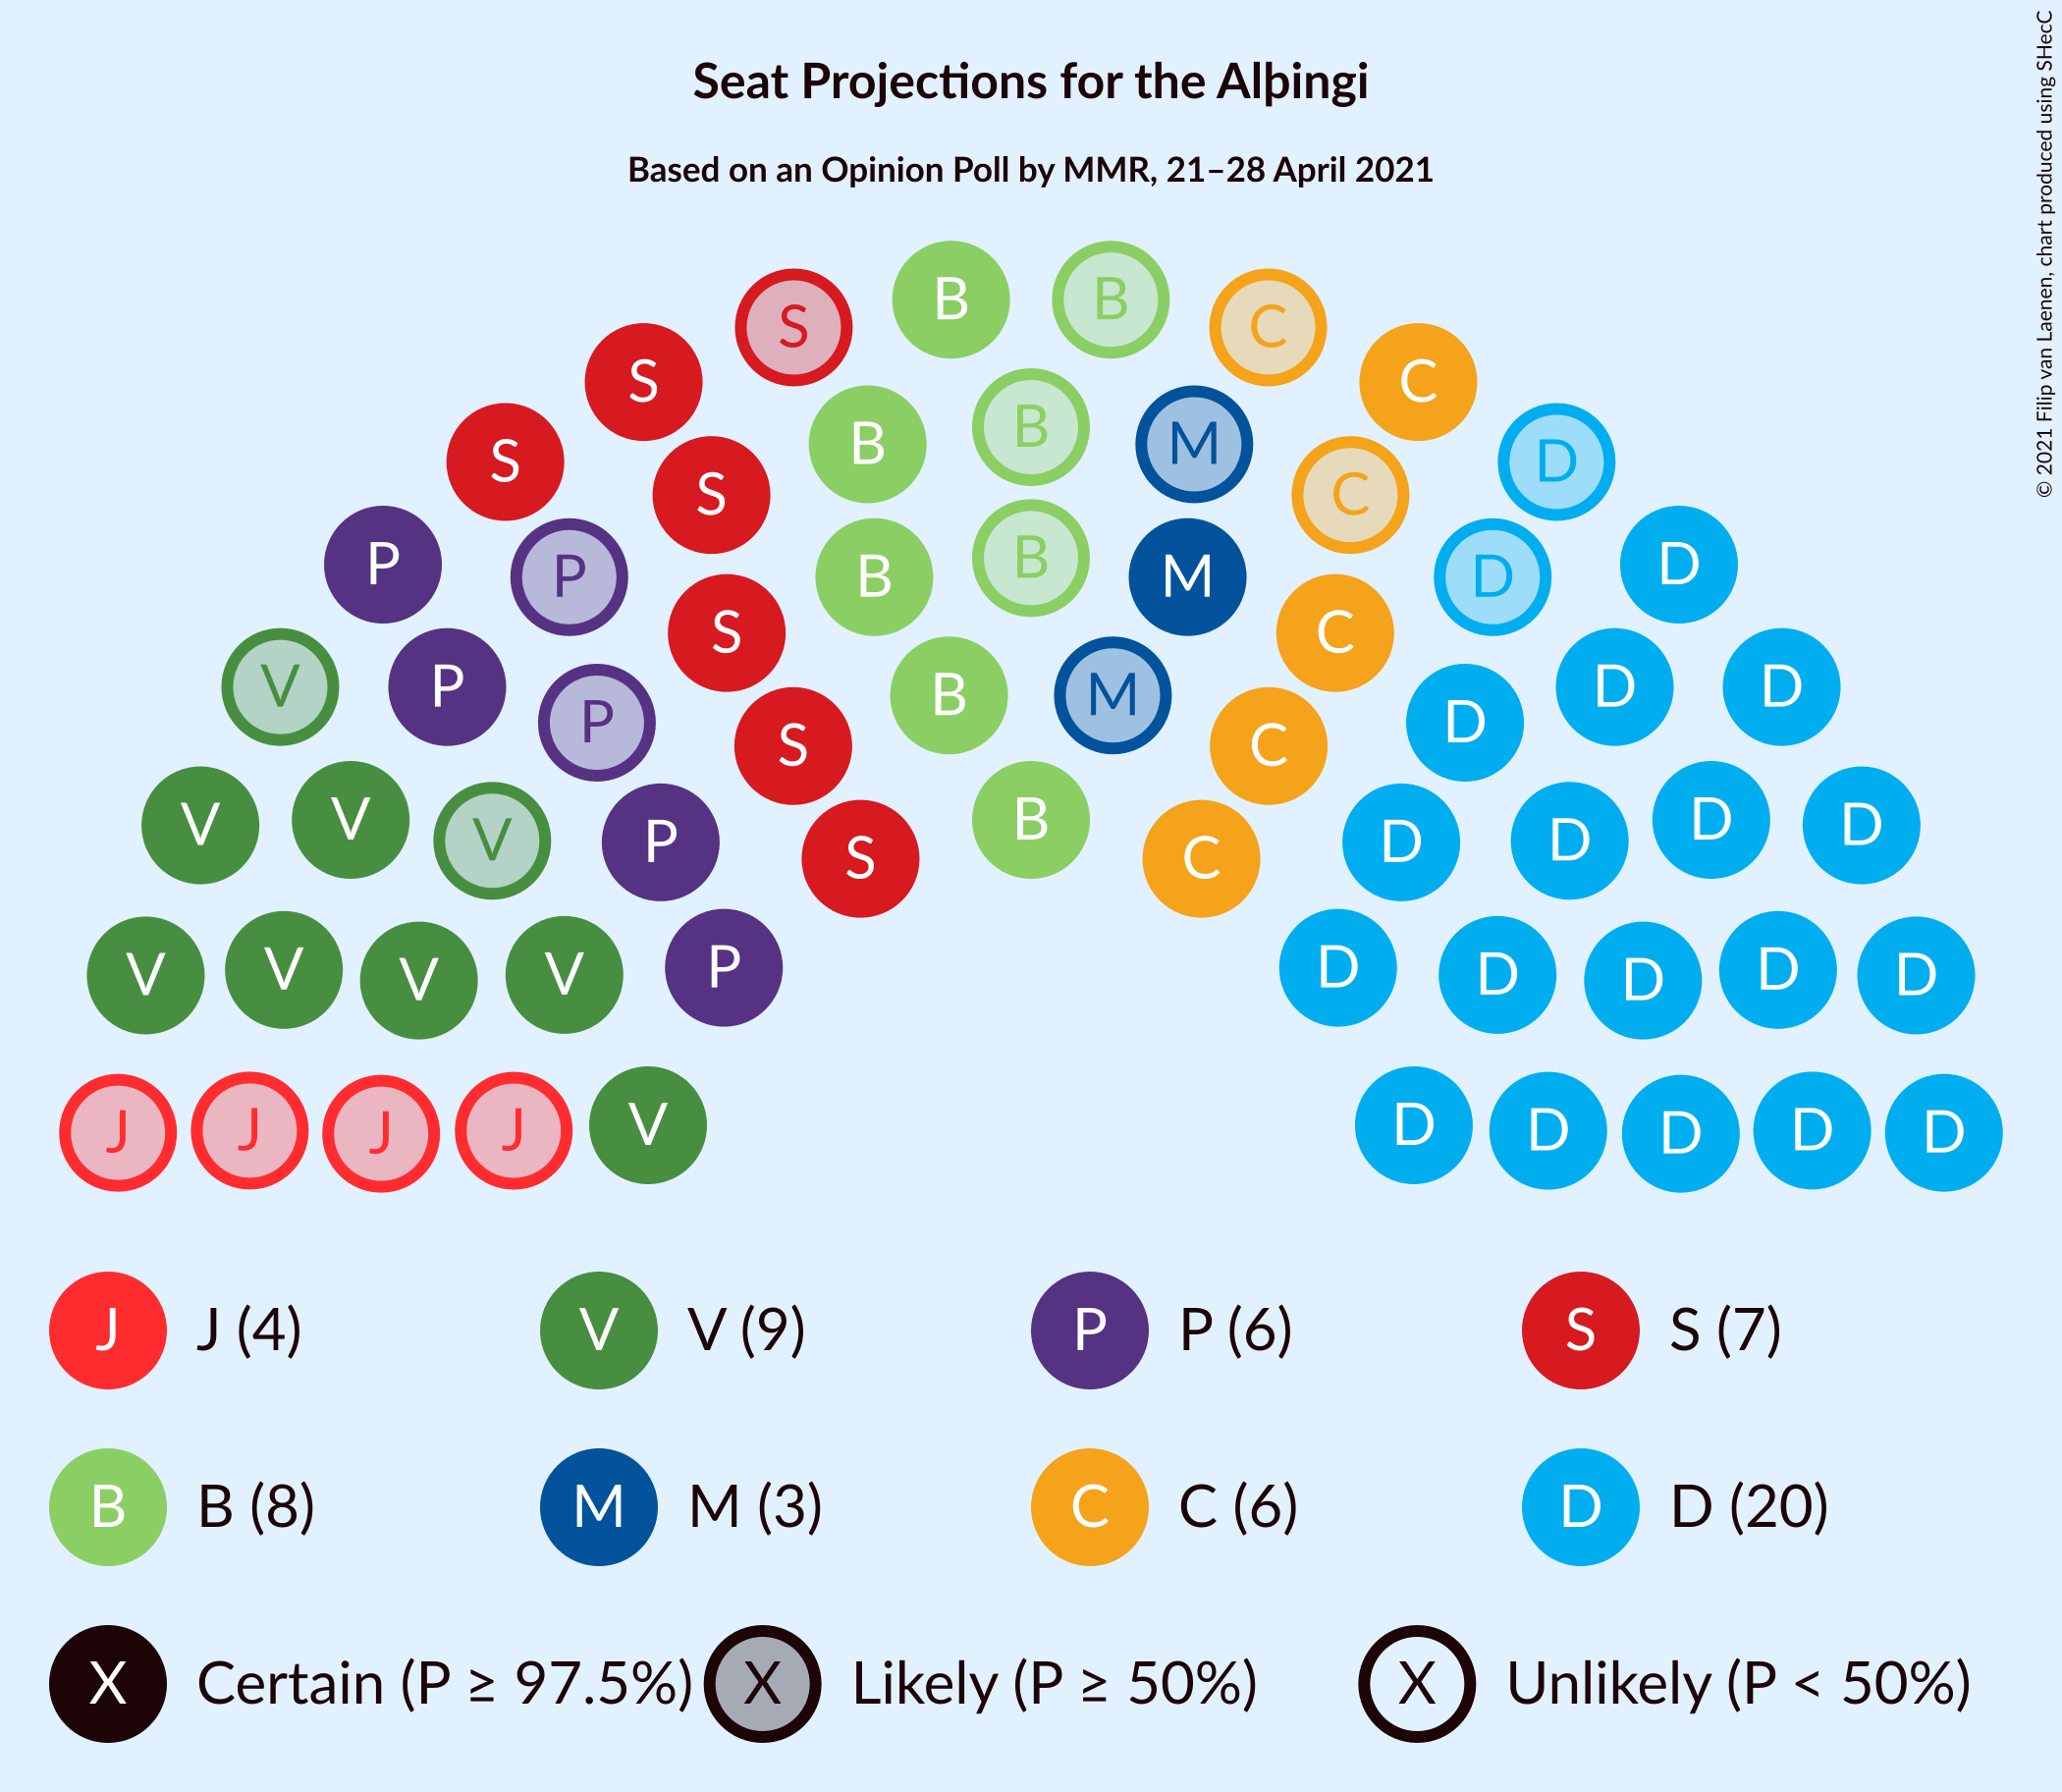 Seat Projections for the Alþingi
Based on an Opinion Poll by MMR, 21–28 April 2021
© 2021 Filip van Laenen, chart produced using SHecC
B B
S C
S C
B B M
S D
S C
P P B B M D D
S C
V P P B M D D D
S C
V V V P B D D D D
S C
V V V V P D D D D D
J J J J V D D D D D
J J (4) V V (9) P P (6) S S (7)
B B (8) M M (3) C C (6) D D (20)
X Certain (P ≥ 97.5%) X Likely (P ≥ 50%) X Unlikely (P < 50%)